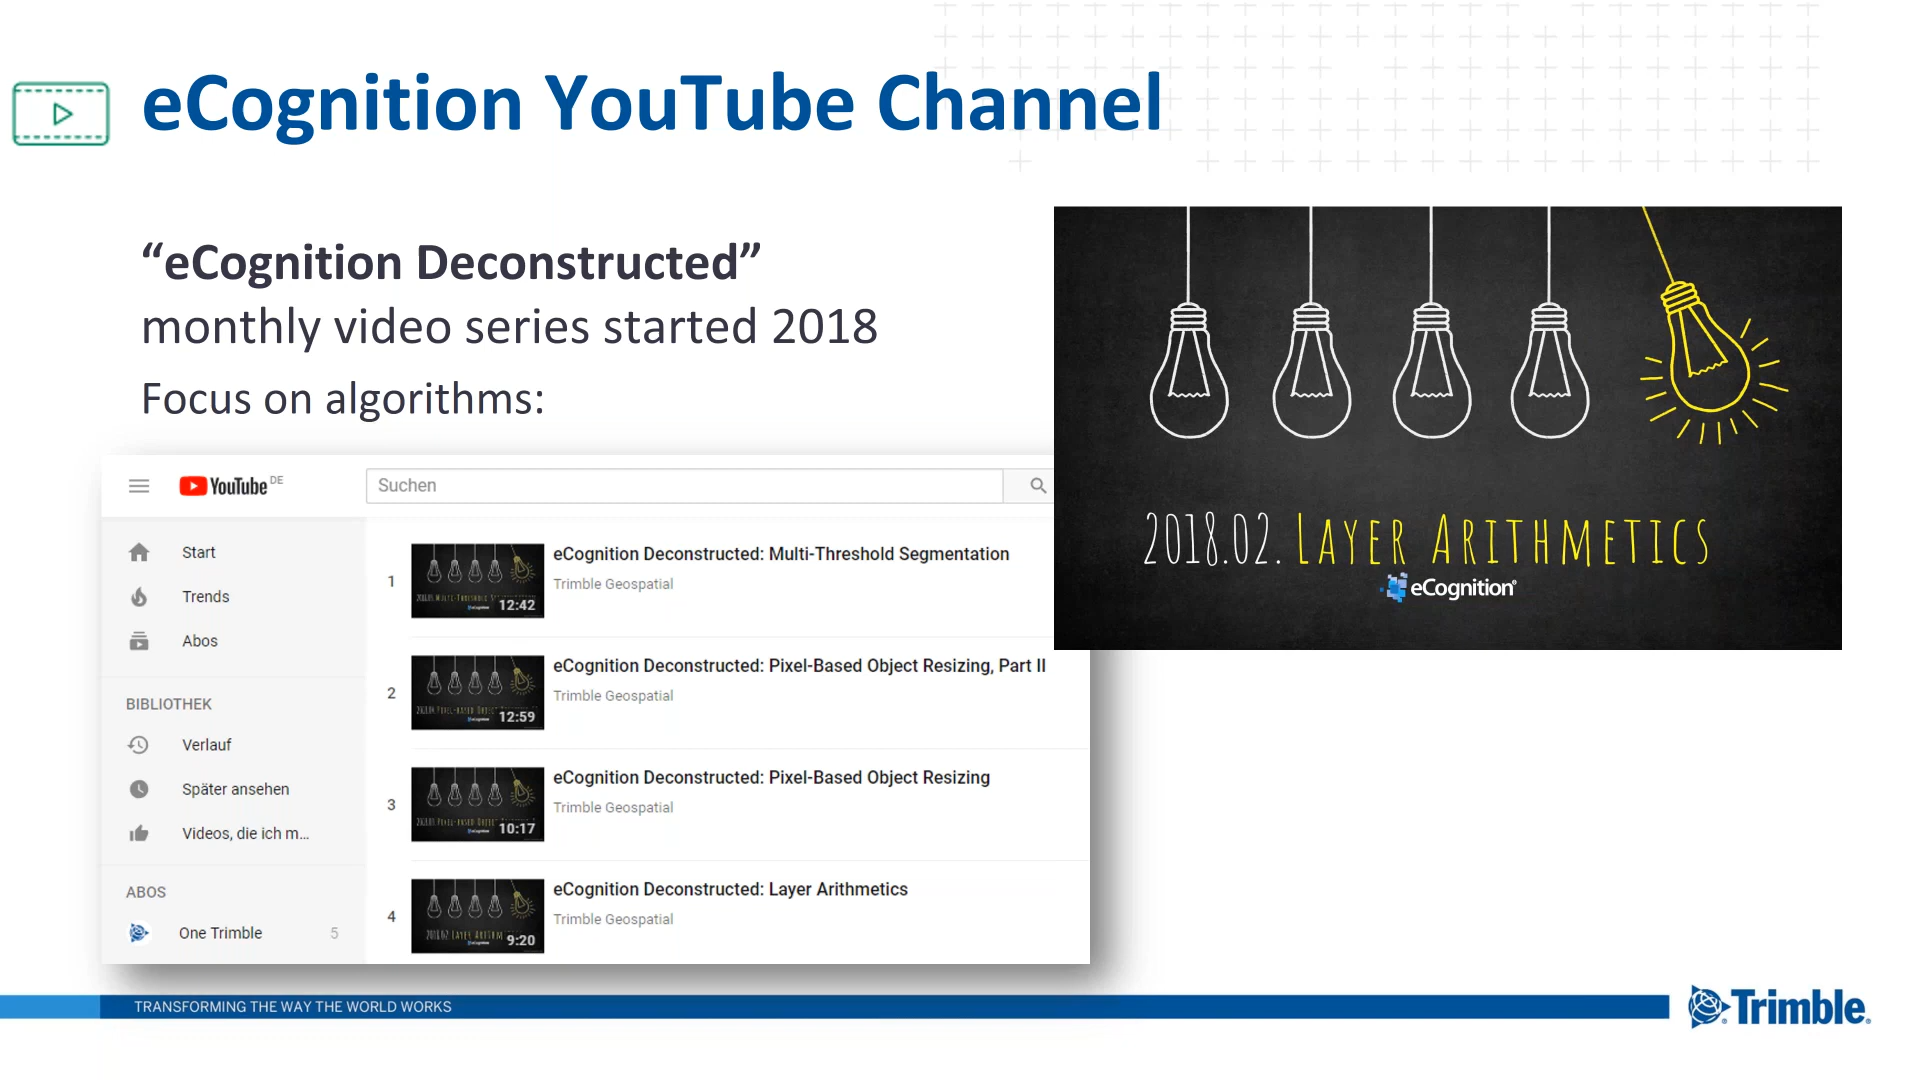 eCognition YouTube Channel
“eCognition Deconstructed”
monthly video series started 2018
Focus on algorithms:
2018.02. LAYER ARITHMETICS
eCognition®
YouTube DE
Suchen
Start
Trends
Abos
BIBLIOTHEK
Verlauf
Später ansehen
Videos, die ich m...
ABOS
One Trimble 5
1
12:42
eCognition Deconstructed: Multi-Threshold Segmentation
Trimble Geospatial
2
12:59
eCognition Deconstructed: Pixel-Based Object Resizing, Part II
Trimble Geospatial
3
10:17
eCognition Deconstructed: Pixel-Based Object Resizing
Trimble Geospatial
4
9:20
eCognition Deconstructed: Layer Arithmetics
Trimble Geospatial
TRANSFORMING THE WAY THE WORLD WORKS
Trimble